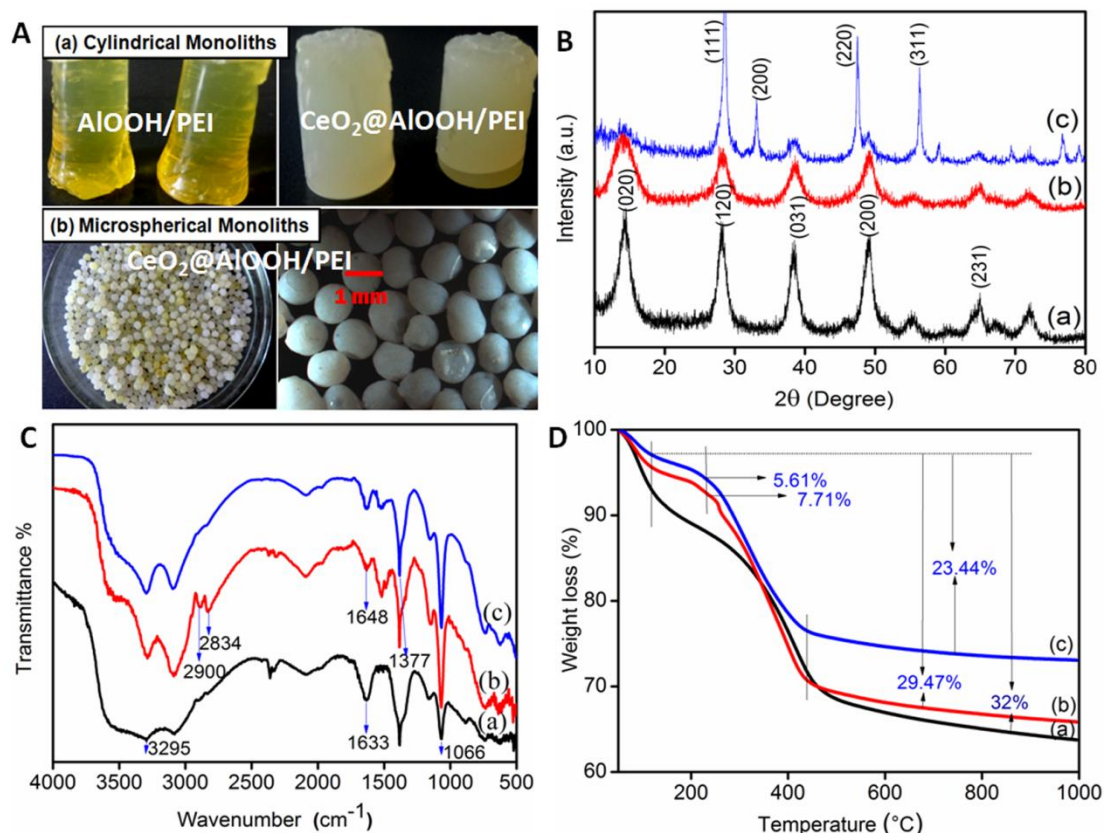 A
(a) Cylindrical Monoliths
AlOOH/PEI
CeO₂@AlOOH/PEI
(b) Microspherical Monoliths
CeO₂@AlOOH/PEI
1 mm
B
Intensity (a.u.)
(111)
(200)
(220)
(311)
(c)
(b)
(020)
(120)
(031)
(200)
(231)
(a)
10 20 30 40 50 60 70 80
2θ (Degree)
C
Transmittance %
(c)
2834
2900
1648
1377
(b)
(a)
3295
1633
1066
4000 3500 3000 2500 2000 1500 1000 500
Wavenumber (cm⁻¹)
D
Weight loss (%)
100
90
80
70
60
5.61%
7.71%
23.44%
29.47%
32%
(c)
(b)
(a)
200 400 600 800 1000
Temperature (°C)